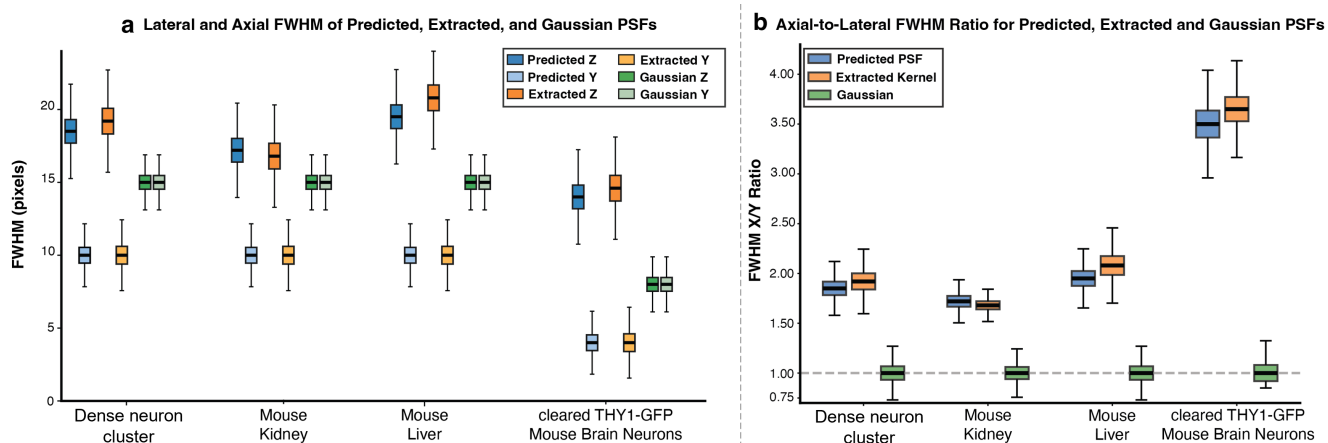 a Lateral and Axial FWHM of Predicted, Extracted, and Gaussian PSFs
Predicted Z
Predicted Y
Extracted Z
Extracted Y
Gaussian Z
Gaussian Y
FWHM (pixels)
20
15
10
5
0
Dense neuron
cluster
Mouse
Kidney
Mouse
Liver
cleared THY1-GFP
Mouse Brain Neurons
b Axial-to-Lateral FWHM Ratio for Predicted, Extracted and Gaussian PSFs
Predicted PSF
Extracted Kernel
Gaussian
FWHM X/Y Ratio
4.00
3.50
3.00
2.50
2.00
1.50
1.00
0.75
Dense neuron
cluster
Mouse
Kidney
Mouse
Liver
cleared THY1-GFP
Mouse Brain Neurons